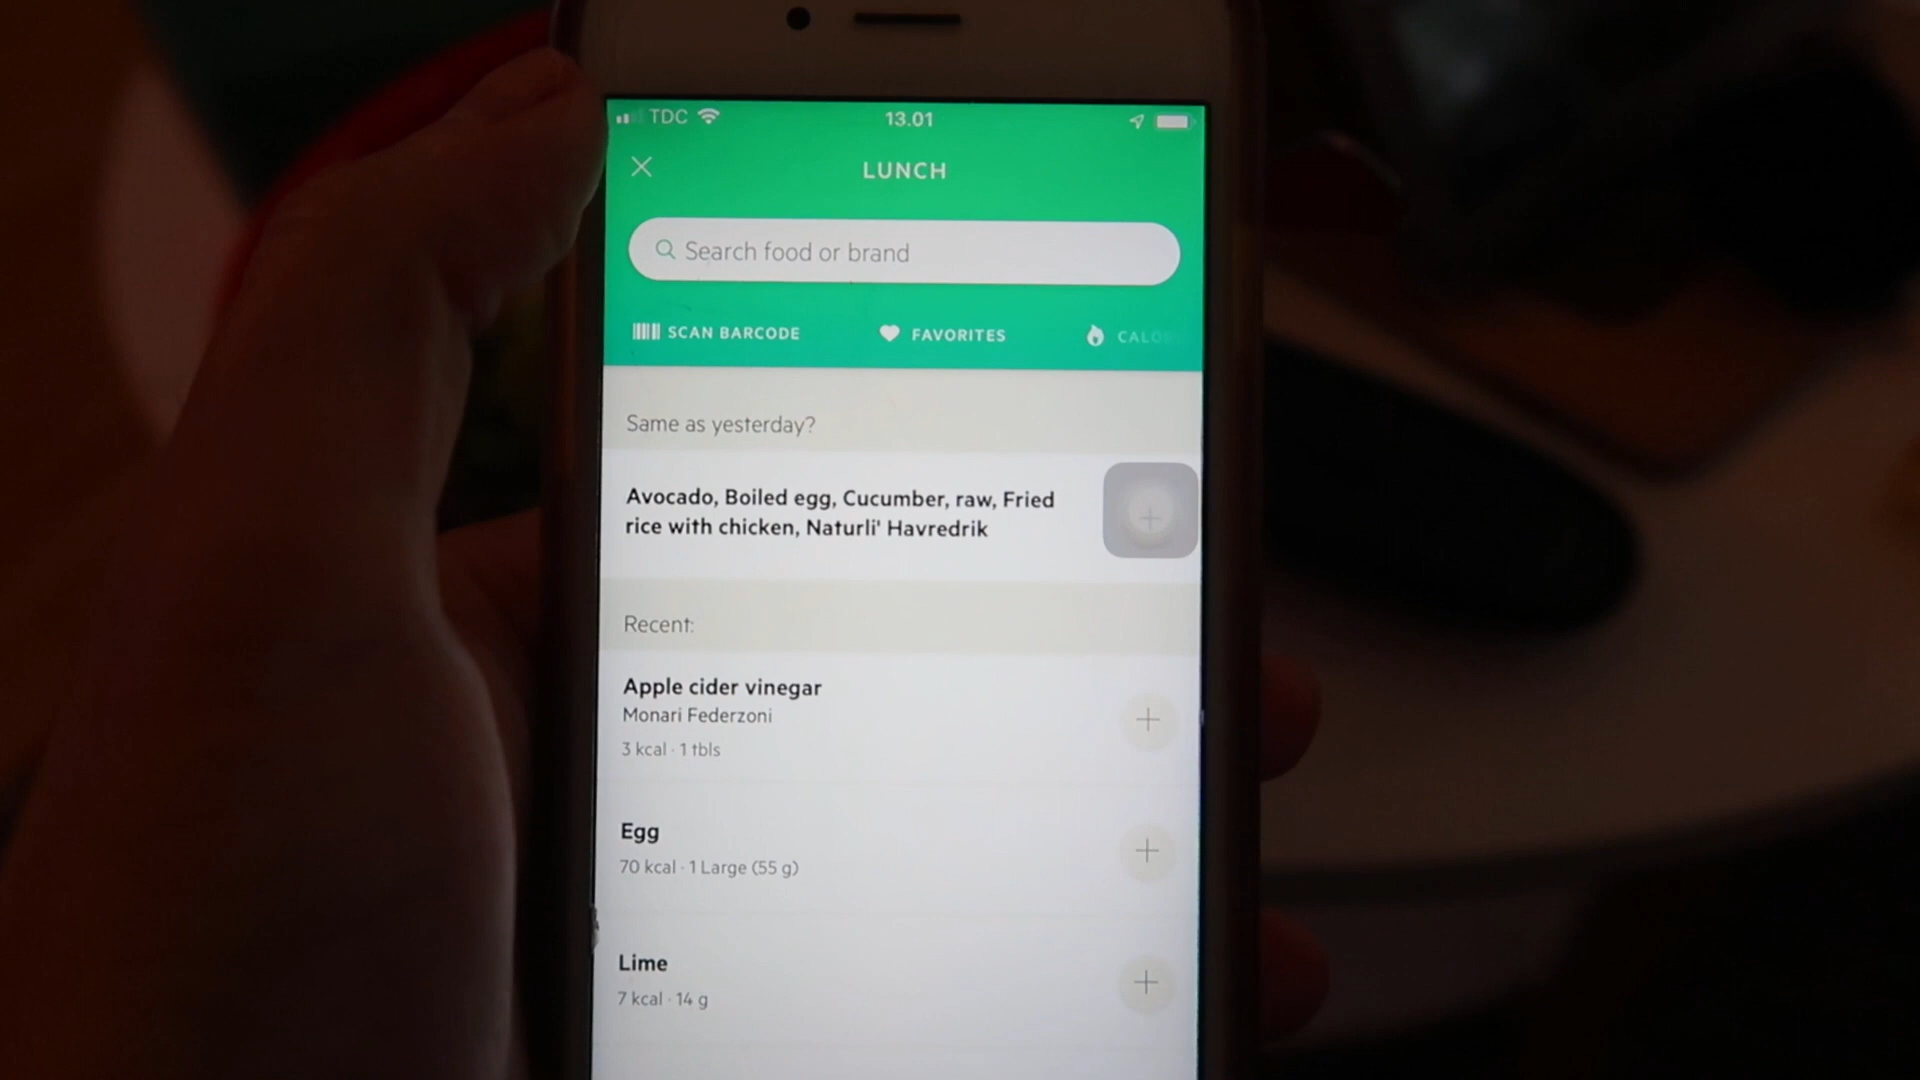 TDC
13.01
LUNCH
Search food or brand
SCAN BARCODE
FAVORITES
Same as yesterday?
Avocado, Boiled egg, Cucumber, raw, Fried
rice with chicken, Naturli' Havredrik
Recent:
Apple cider vinegar
Monari Federzoni
3 kcal · 1 tbls
Egg
70 kcal · 1 Large (55 g)
Lime
7 kcal · 14 g